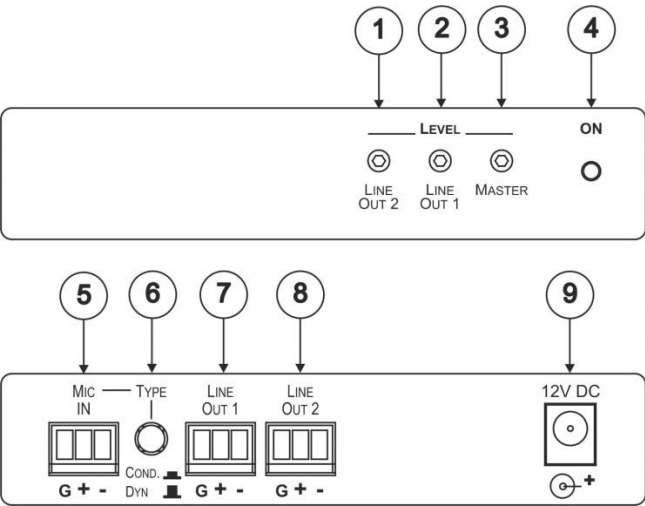 1 2 3 4
LEVEL ON
LINE OUT 2
LINE OUT 1
MASTER
5 6 7 8 9
MIC IN
TYPE
LINE OUT 1
LINE OUT 2
12V DC
COND.
DYN
G + -
G + -
G + -
+